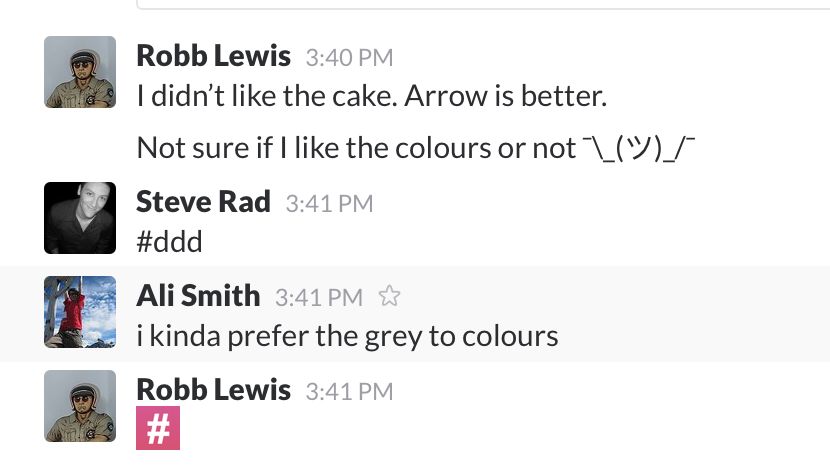 Robb Lewis 3:40 PM
I didn’t like the cake. Arrow is better.
Not sure if I like the colours or not ¯\_(ツ)_/¯
Steve Rad 3:41 PM
#ddd
Ali Smith 3:41 PM ☆
i kinda prefer the grey to colours
Robb Lewis 3:41 PM
#